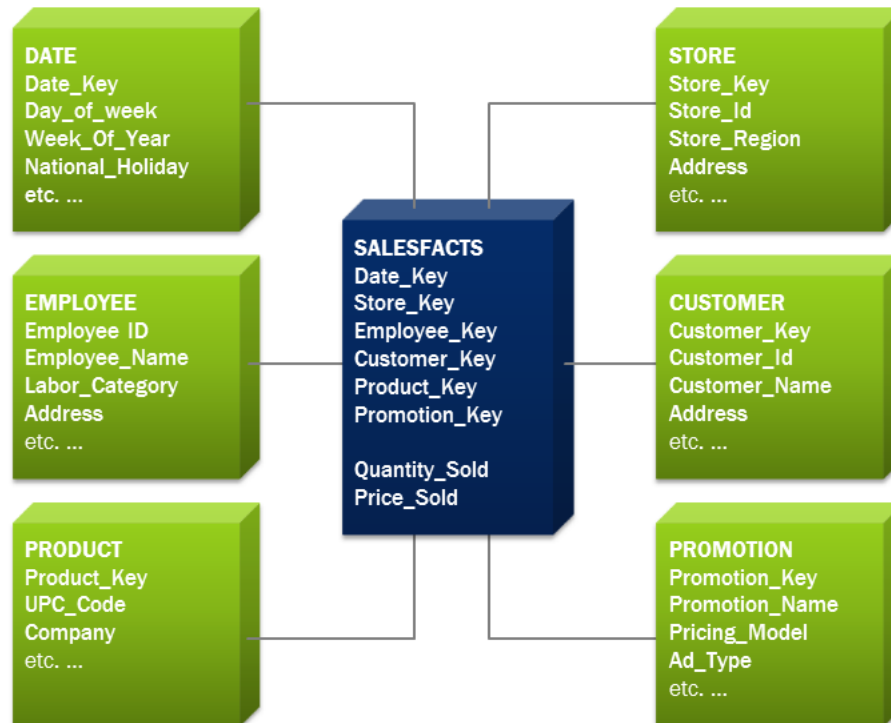 DATE
Date_Key
Day_of_week
Week_Of_Year
National_Holiday
etc. ...
STORE
Store_Key
Store_Id
Store_Region
Address
etc. ...
SALESFACTS
Date_Key
Store_Key
Employee_Key
Customer_Key
Product_Key
Promotion_Key
Quantity_Sold
Price_Sold
EMPLOYEE
Employee ID
Employee_Name
Labor_Category
Address
etc. ...
CUSTOMER
Customer_Key
Customer_Id
Customer_Name
Address
etc. ...
PRODUCT
Product_Key
UPC_Code
Company
etc. ...
PROMOTION
Promotion_Key
Promotion_Name
Pricing_Model
Ad_Type
etc. ...